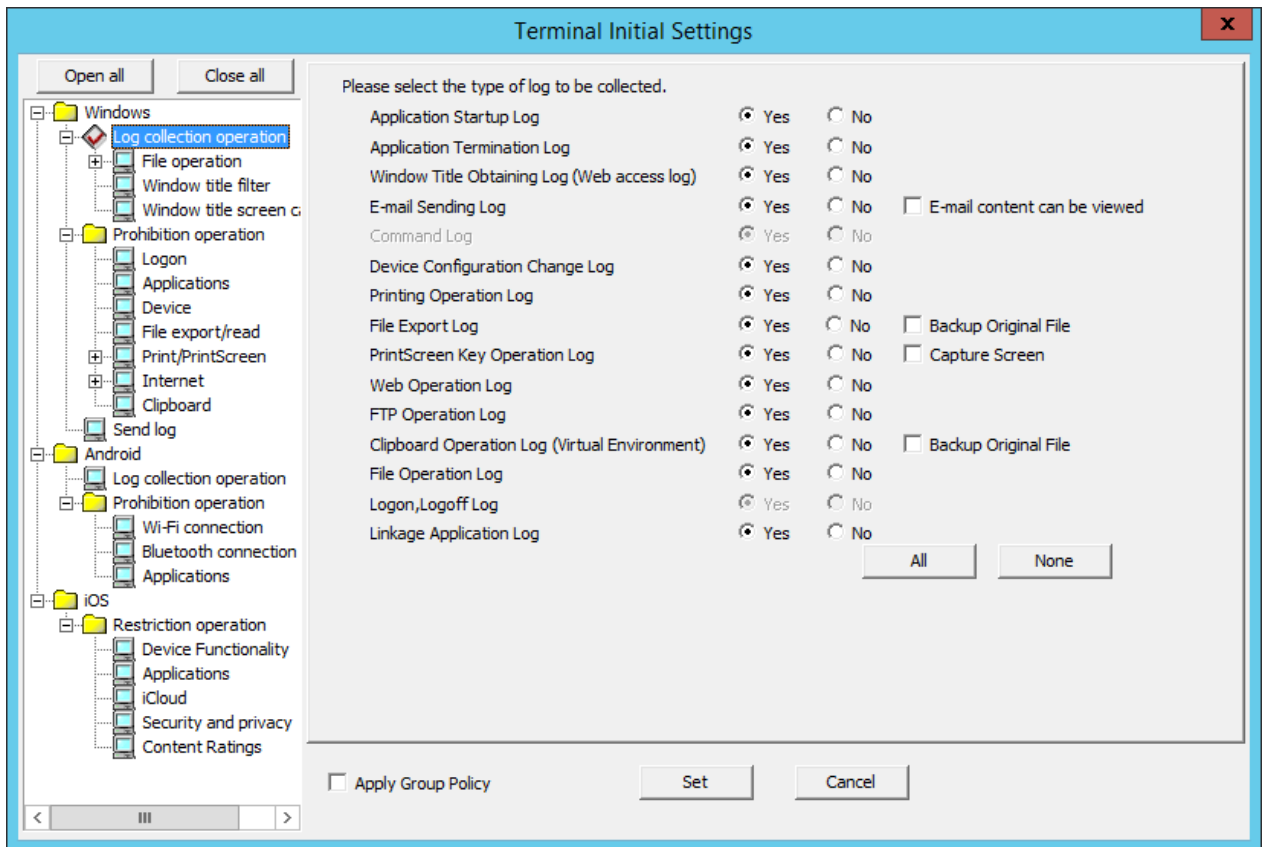 Terminal Initial Settings
x
Open all Close all
Windows
Log collection operation
File operation
Window title filter
Window title screen
Prohibition operation
Logon
Applications
Device
File export/read
Print/PrintScreen
Internet
Clipboard
Send log
Android
Log collection operation
Prohibition operation
Wi-Fi connection
Bluetooth connection
Applications
iOS
Restriction operation
Device Functionality
Applications
iCloud
Security and privacy
Content Ratings
Please select the type of log to be collected.
Application Startup Log Yes No
Application Termination Log Yes No
Window Title Obtaining Log (Web access log) Yes No
E-mail Sending Log Yes No E-mail content can be viewed
Command Log Yes No
Device Configuration Change Log Yes No
Printing Operation Log Yes No
File Export Log Yes No Backup Original File
PrintScreen Key Operation Log Yes No Capture Screen
Web Operation Log Yes No
FTP Operation Log Yes No
Clipboard Operation Log (Virtual Environment) Yes No Backup Original File
File Operation Log Yes No
Logon,Logoff Log Yes No
Linkage Application Log Yes No
All None
Apply Group Policy Set Cancel